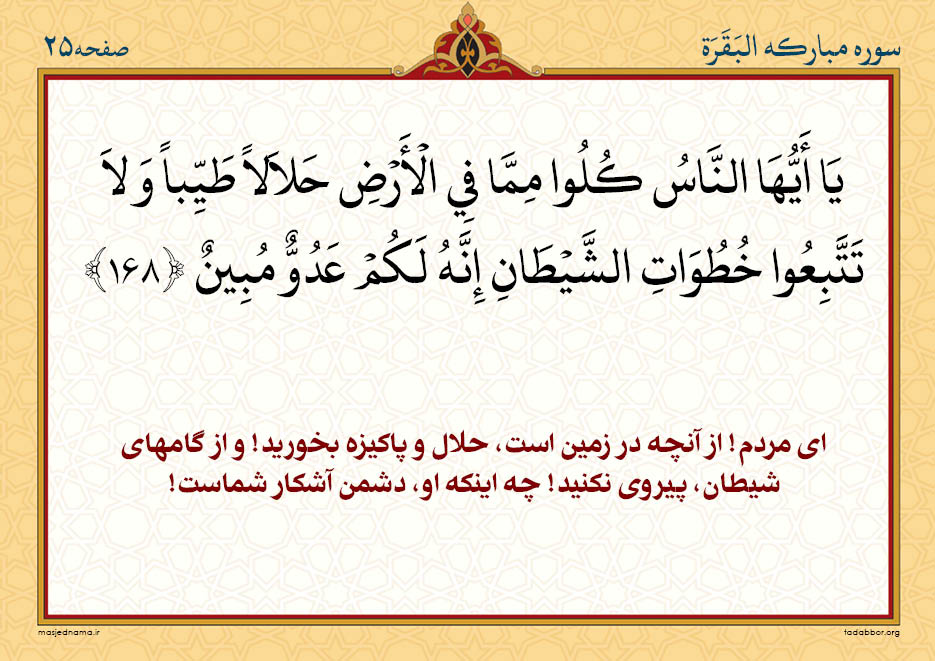 سوره مبارکه البَقَرَة
صفحه۲۵
يَا أَيُّهَا النَّاسُ كُلُوا مِمَّا فِي الْأَرْضِ حَلاَلاً طَيِّباً وَ لاَ
تَتَّبِعُوا خُطُوَاتِ الشَّيْطَانِ إِنَّهُ لَكُمْ عَدُوٌّ مُبِينٌ ﴿۱۶۸﴾
ای مردم! از آنچه در زمین است، حلال و پاکیزه بخورید! و از گامهای
شیطان، پیروی نکنید! چه اینکه او، دشمن آشکار شماست!
masjednama.ir
tadabbor.org